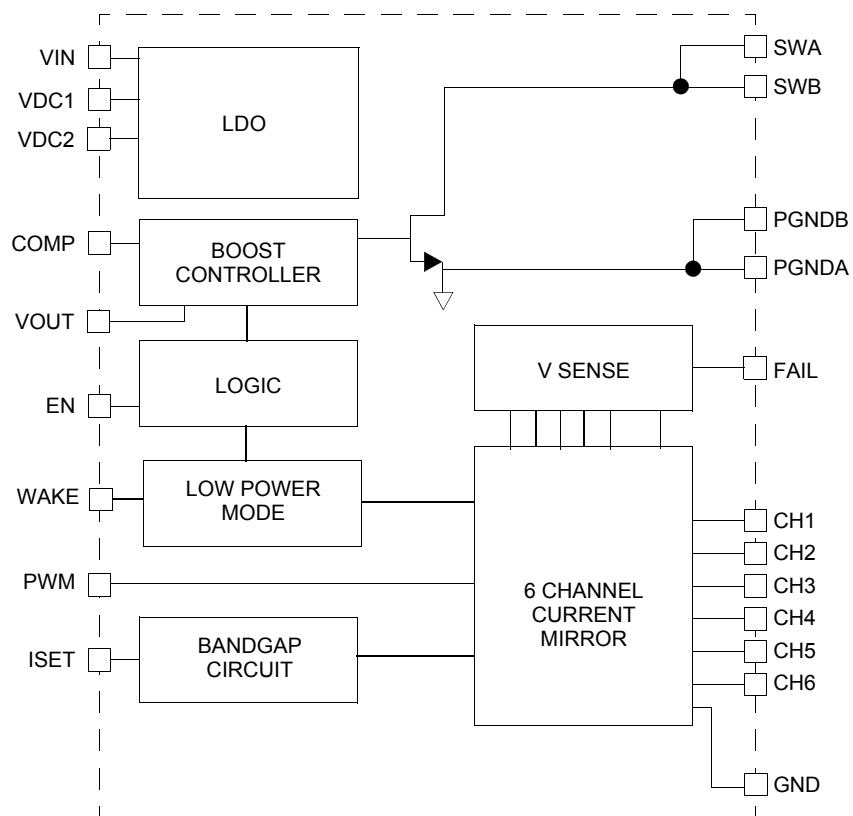 VIN
VDC1
VDC2
LDO
SWA
SWB
COMP
BOOST
CONTROLLER
PGNDB
PGNDA
VOUT
LOGIC
EN
V SENSE
FAIL
WAKE
LOW POWER
MODE
PWM
6 CHANNEL
CURRENT
MIRROR
ISET
BANDGAP
CIRCUIT
CH1
CH2
CH3
CH4
CH5
CH6
GND